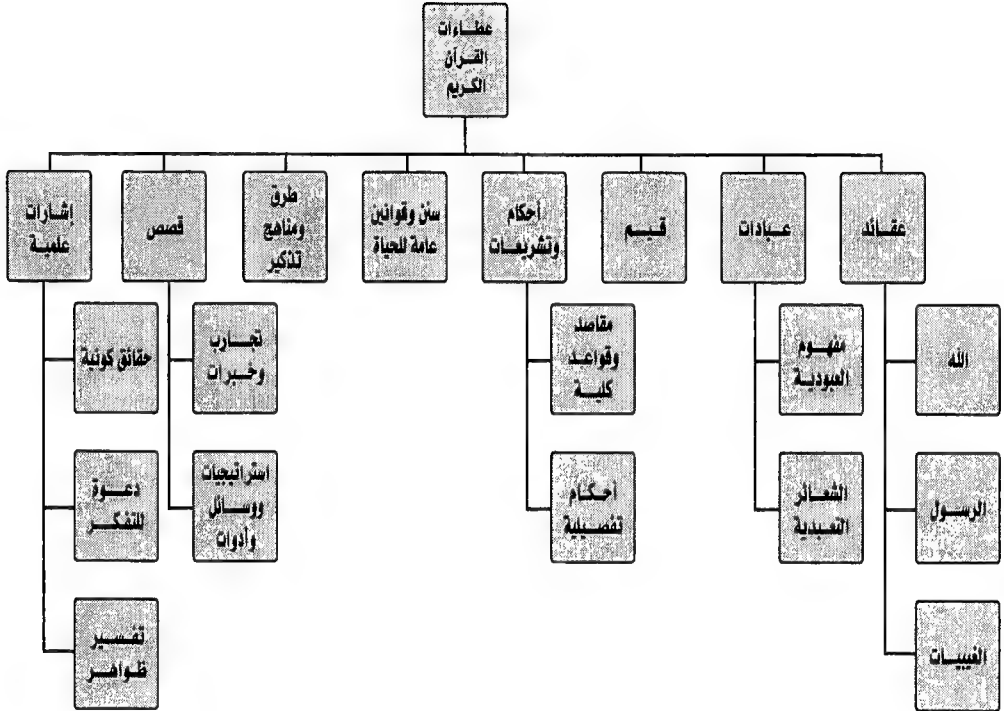 عطاءات
القرآن
الكريم
عقائد
عبادات
قيم
أحكام
وتشريعات
سنن وقوانين
عامة للحياة
طرق
ومناهج
تذكير
قصص
إشارات
علمية
الله
الرسول
الغيبيات
مفهوم
العبودية
الشعائر
التعبدية
مقاصد
وقواعد
كلية
أحكام
تفصيلية
تجارب
وخبرات
استراتيجيات
ووسائل
وأدوات
حقائق كونية
دعوة
للتفكر
تفسير
ظواهر